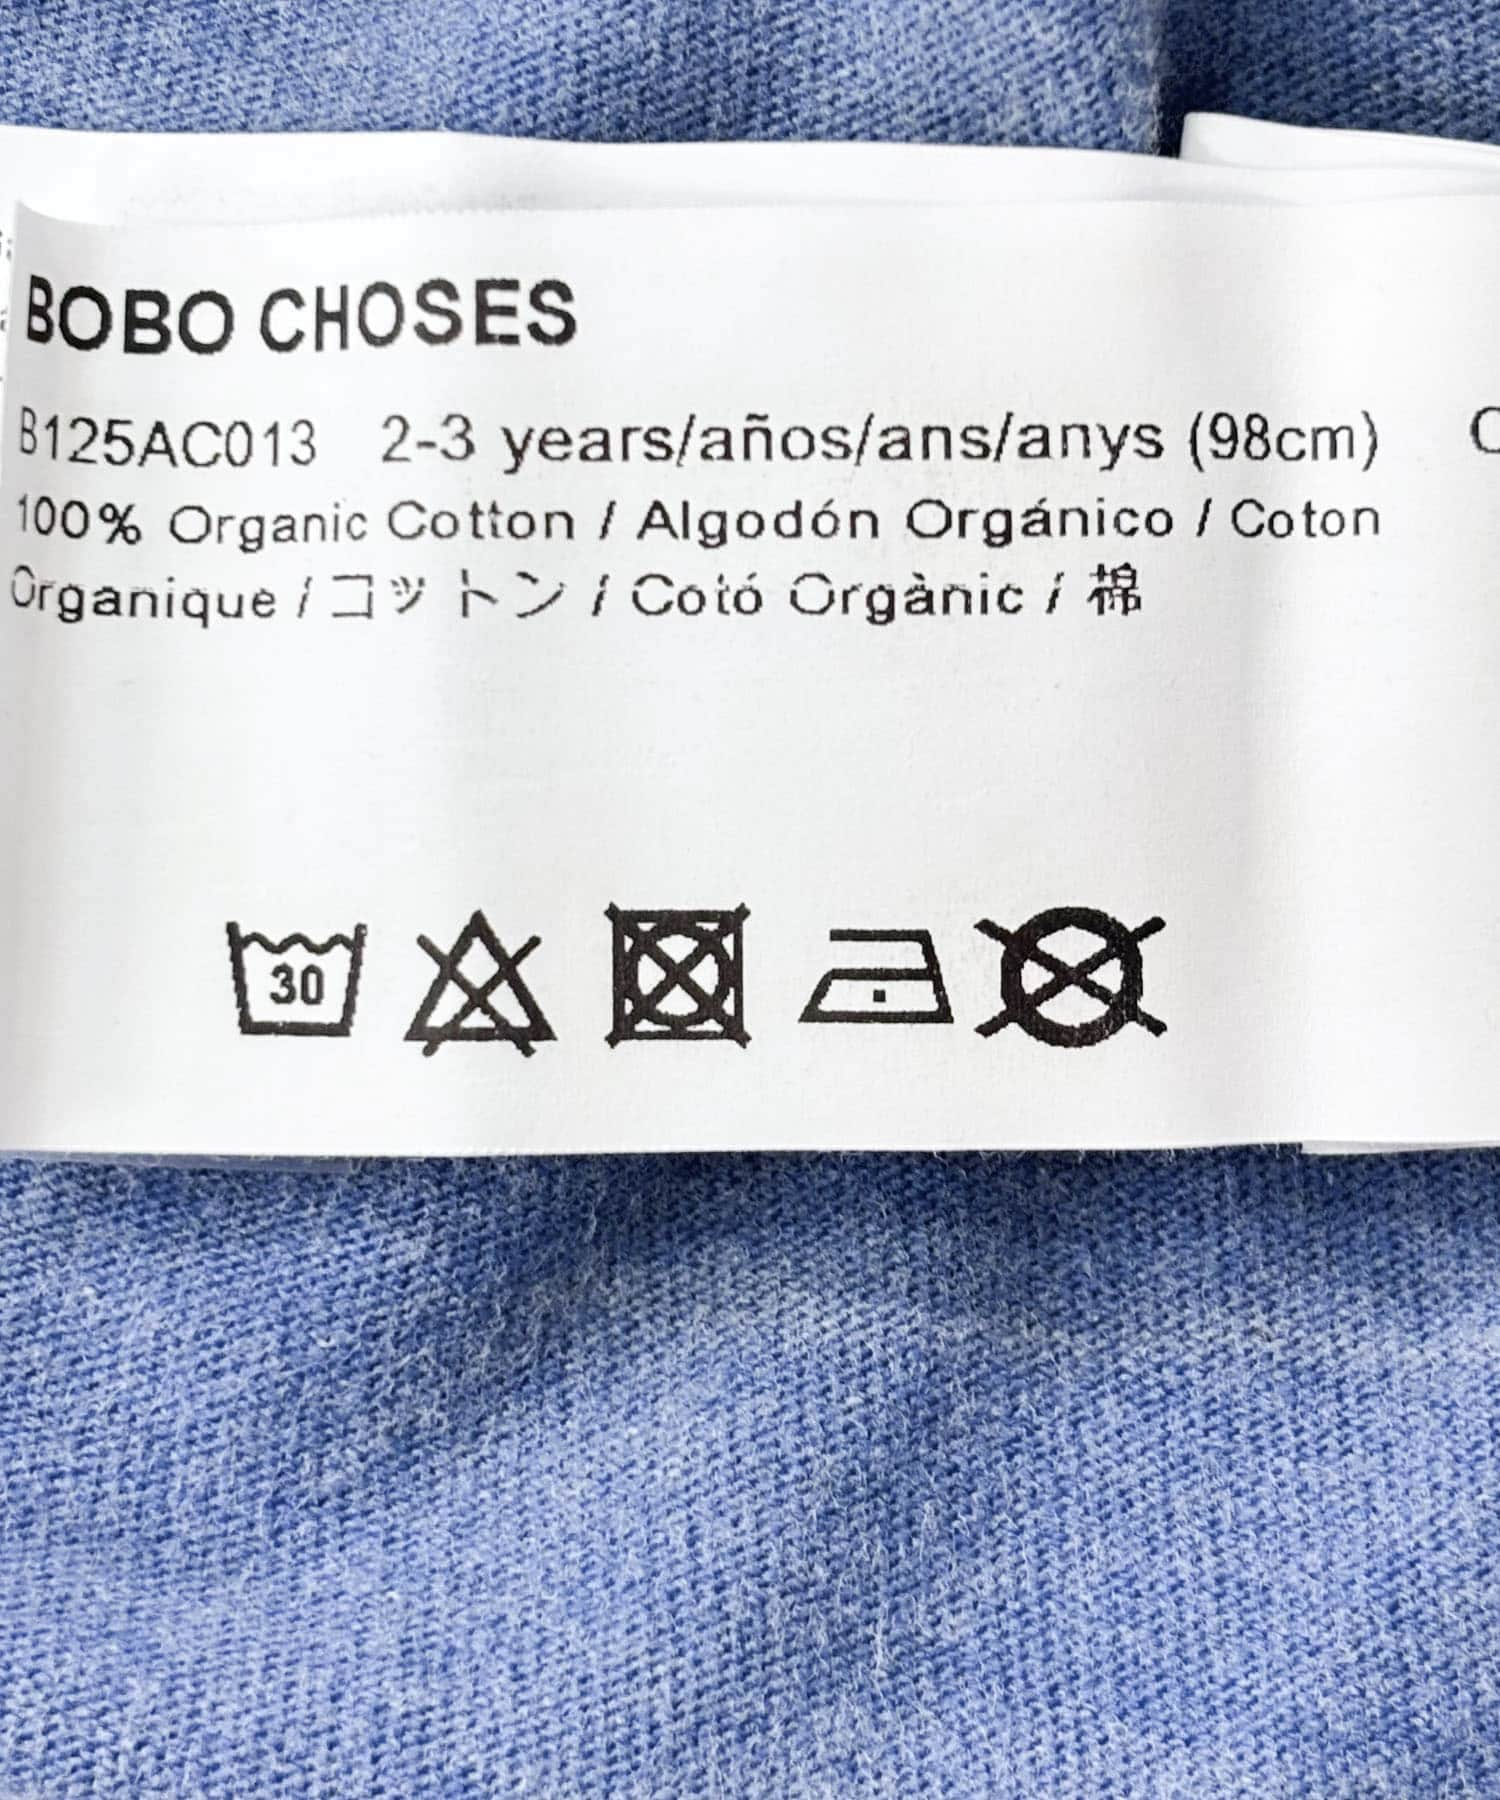 BOBO CHOSES
B125AC013 2-3 years/años/ans/anys (98cm)
100% Organic Cotton / Algodón Orgánico / Coton
Organique / コットン / Cotó Orgànic / 棉
30